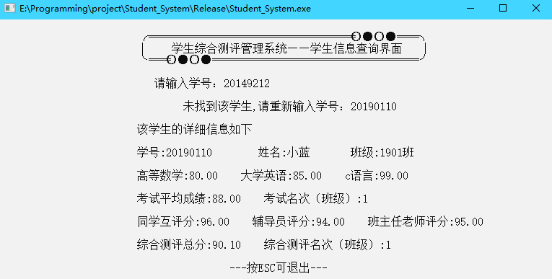 E:\Programming\project\Student_System\Release\Student_System.exe
学生综合测评管理系统——学生信息查询界面
请输入学号：20149212
未找到该学生,请重新输入学号：20190110
该学生的详细信息如下
学号:20190110 姓名:小蓝 班级:1901班
高等数学:80.00 大学英语:85.00 c语言:99.00
考试平均成绩:88.00 考试名次（班级）:1
同学互评分:96.00 辅导员评分:94.00 班主任老师评分:95.00
综合测评总分:90.10 综合测评名次（班级）:1
---按ESC可退出---